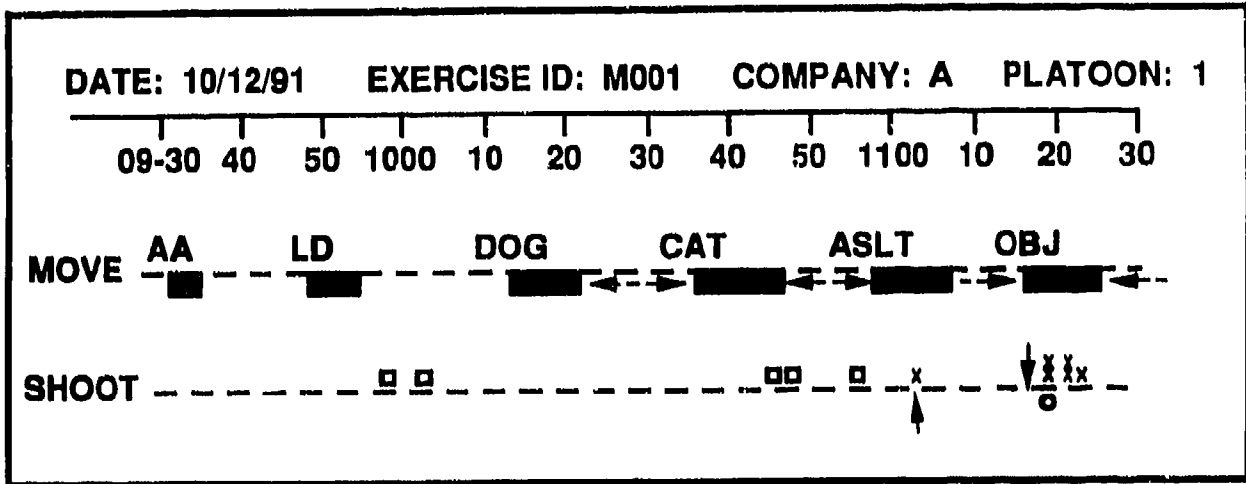 DATE: 10/12/91 EXERCISE ID: M001 COMPANY: A PLATOON: 1
09-30 40 50 1000 10 20 30 40 50 1100 10 20 30
AA LD DOG CAT ASLT OBJ
MOVE
x x
SHOOT x x x x